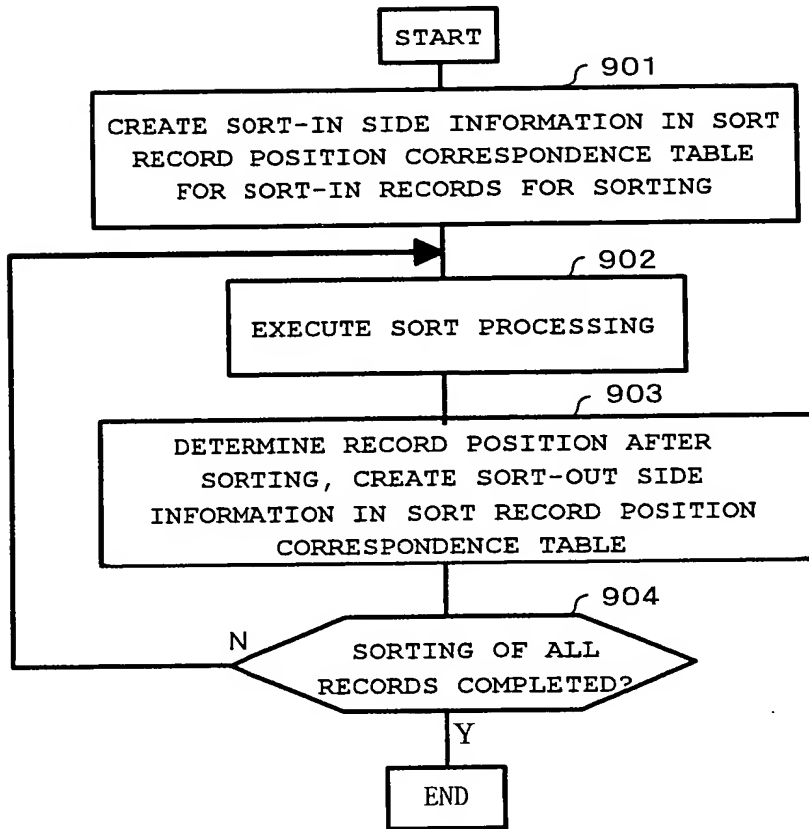 START
901
CREATE SORT-IN SIDE INFORMATION IN SORT
RECORD POSITION CORRESPONDENCE TABLE
FOR SORT-IN RECORDS FOR SORTING
902
EXECUTE SORT PROCESSING
903
DETERMINE RECORD POSITION AFTER
SORTING, CREATE SORT-OUT SIDE
INFORMATION IN SORT RECORD POSITION
CORRESPONDENCE TABLE
904
N
SORTING OF ALL
RECORDS COMPLETED?
Y
END